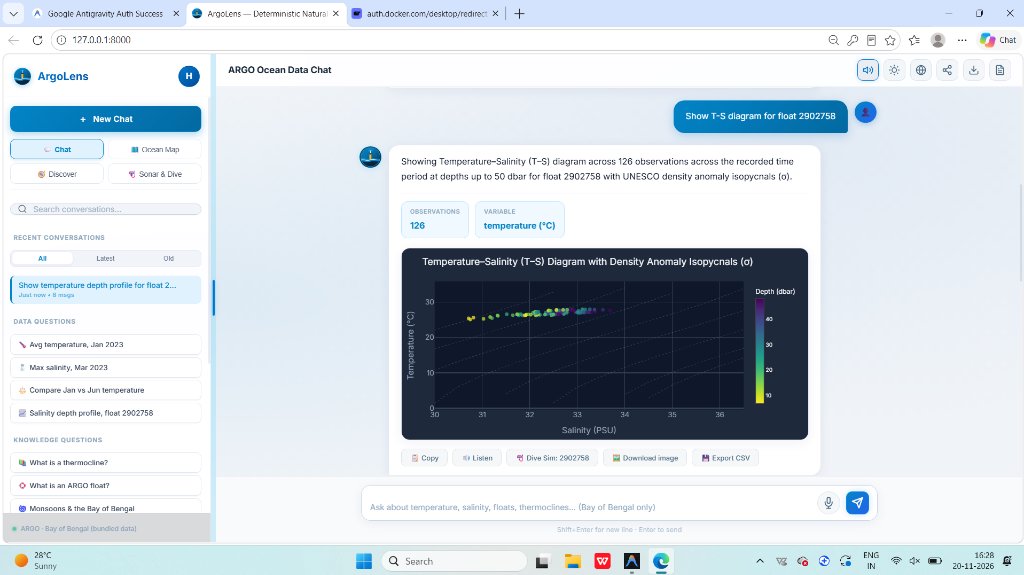 Google Antigravity Auth Success
ArgoLens — Deterministic Natural
auth.docker.com/desktop/redirect
127.0.0.1:8000
Chat
ArgoLens
H
ARGO Ocean Data Chat
+ New Chat
Chat
Ocean Map
Discover
Sonar & Dive
Search conversations...
RECENT CONVERSATIONS
All
Latest
Old
Show temperature depth profile for float 2...
Just now • 8 msgs
DATA QUESTIONS
Avg temperature, Jan 2023
Max salinity, Mar 2023
Compare Jan vs Jun temperature
Salinity depth profile, float 2902758
KNOWLEDGE QUESTIONS
What is a thermocline?
What is an ARGO float?
Monsoons & the Bay of Bengal
ARGO · Bay of Bengal (bundled data)
Show T-S diagram for float 2902758
Showing Temperature–Salinity (T–S) diagram across 126 observations across the recorded time
period at depths up to 50 dbar for float 2902758 with UNESCO density anomaly isopycnals (σ).
OBSERVATIONS
126
VARIABLE
temperature (°C)
Temperature–Salinity (T–S) Diagram with Density Anomaly Isopycnals (σ)
Depth (dbar)
Temperature (°C)
30
20
10
0
30
31
32
33
34
35
36
Salinity (PSU)
40
30
20
10
Copy
Listen
Dive Sim: 2902758
Download image
Export CSV
Ask about temperature, salinity, floats, thermoclines... (Bay of Bengal only)
Shift+Enter for new line · Enter to send
28°C
Sunny
Search
ENG
IN
16:28
20-11-2026